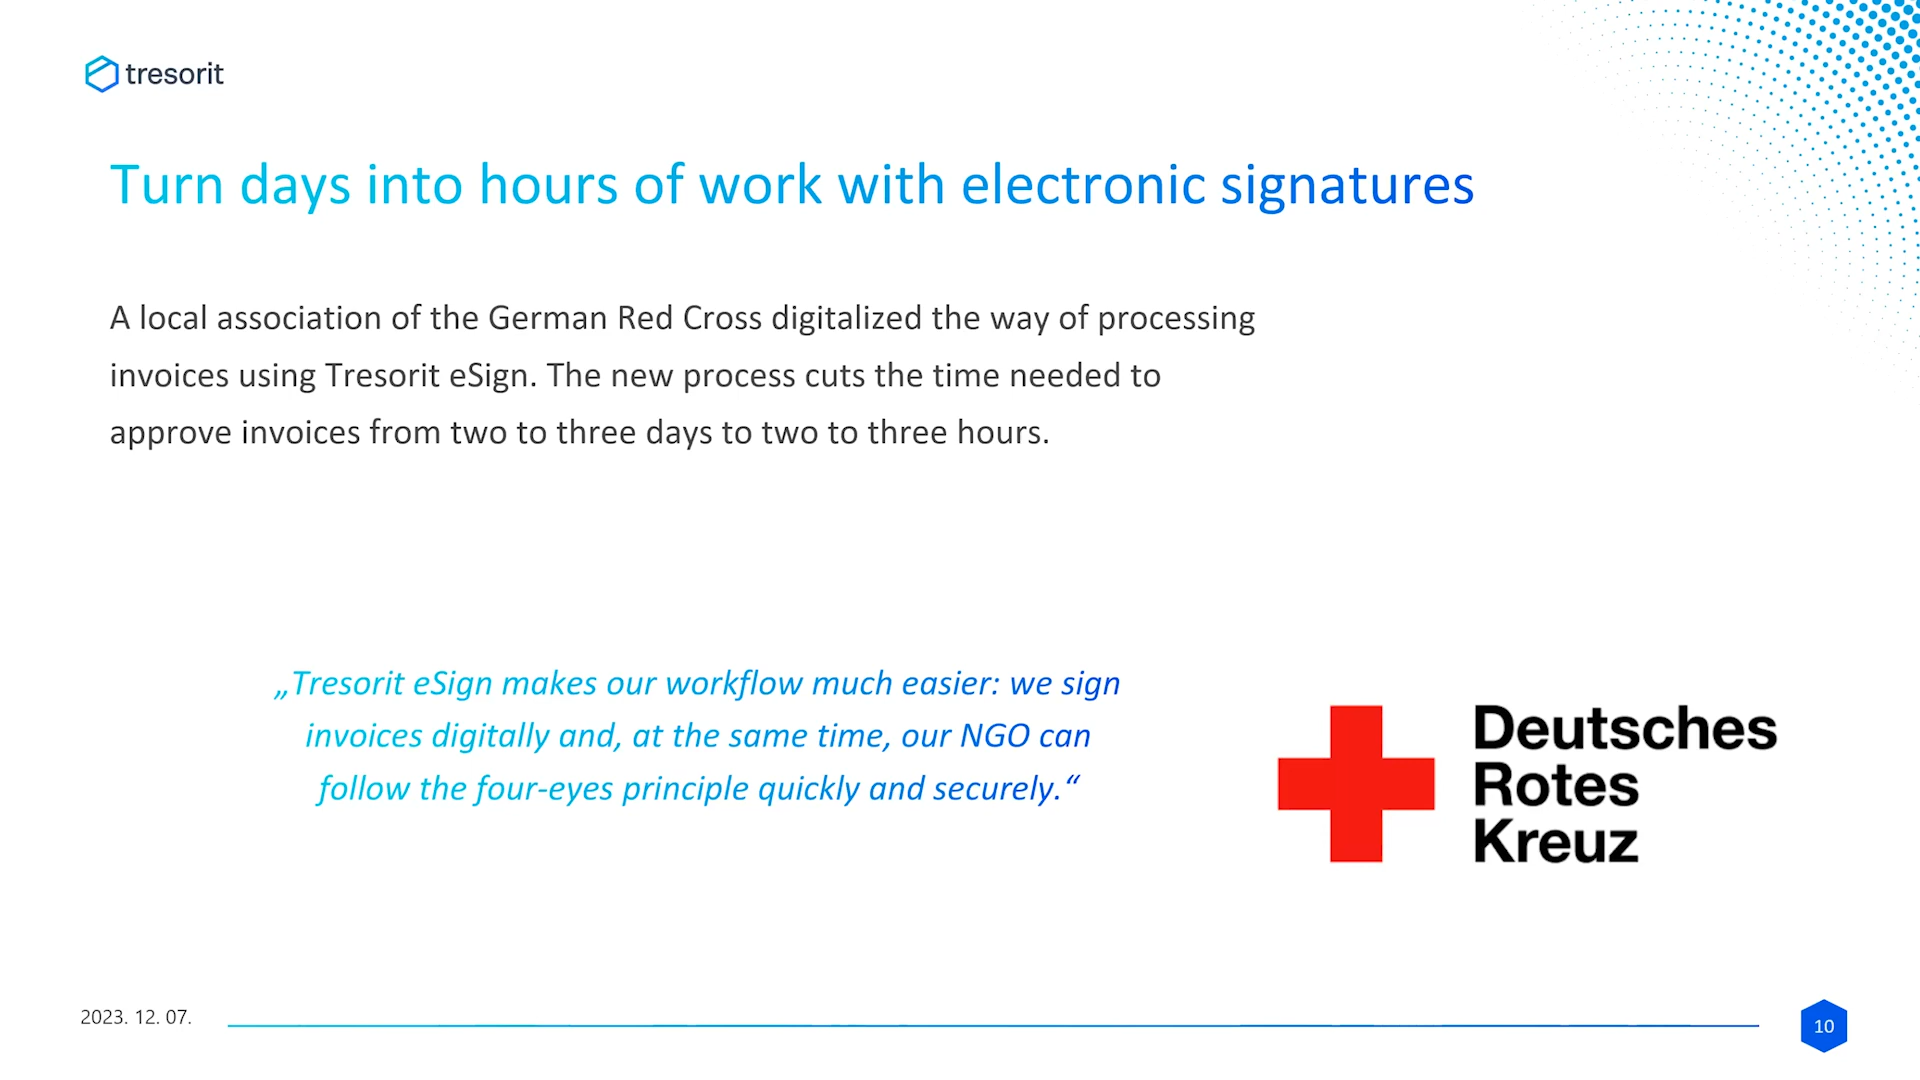 tresorit
Turn days into hours of work with electronic signatures
A local association of the German Red Cross digitalized the way of processing
invoices using Tresorit eSign. The new process cuts the time needed to
approve invoices from two to three days to two to three hours.
„Tresorit eSign makes our workflow much easier: we sign
invoices digitally and, at the same time, our NGO can
follow the four-eyes principle quickly and securely.“
Deutsches
Rotes
Kreuz
2023. 12. 07.
10